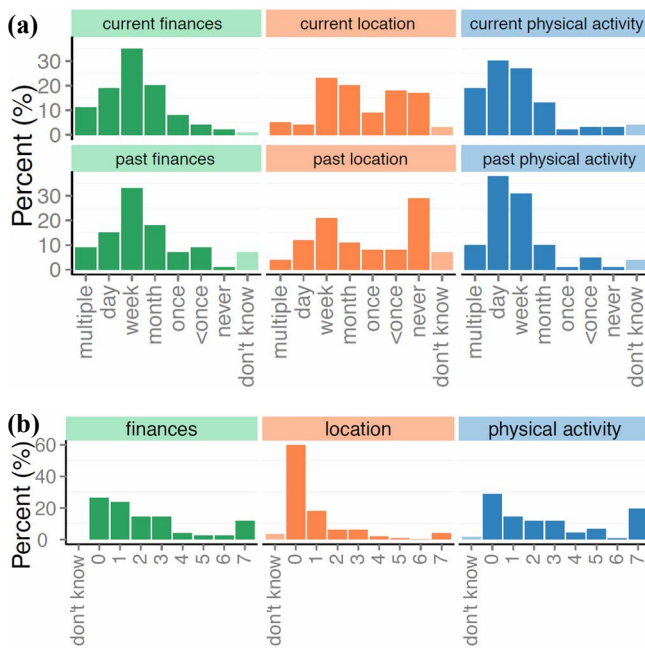 (a)
current finances current location current physical activity
Percent (%)
30
20
10
0
past finances past location past physical activity
30
20
10
0
multiple day week month once <once never don't know multiple day week month once <once never don't know multiple day week month once <once never don't know
(b)
finances location physical activity
Percent (%)
60
40
20
0
don't know 0 1 2 3 4 5 6 7 don't know 0 1 2 3 4 5 6 7 don't know 0 1 2 3 4 5 6 7